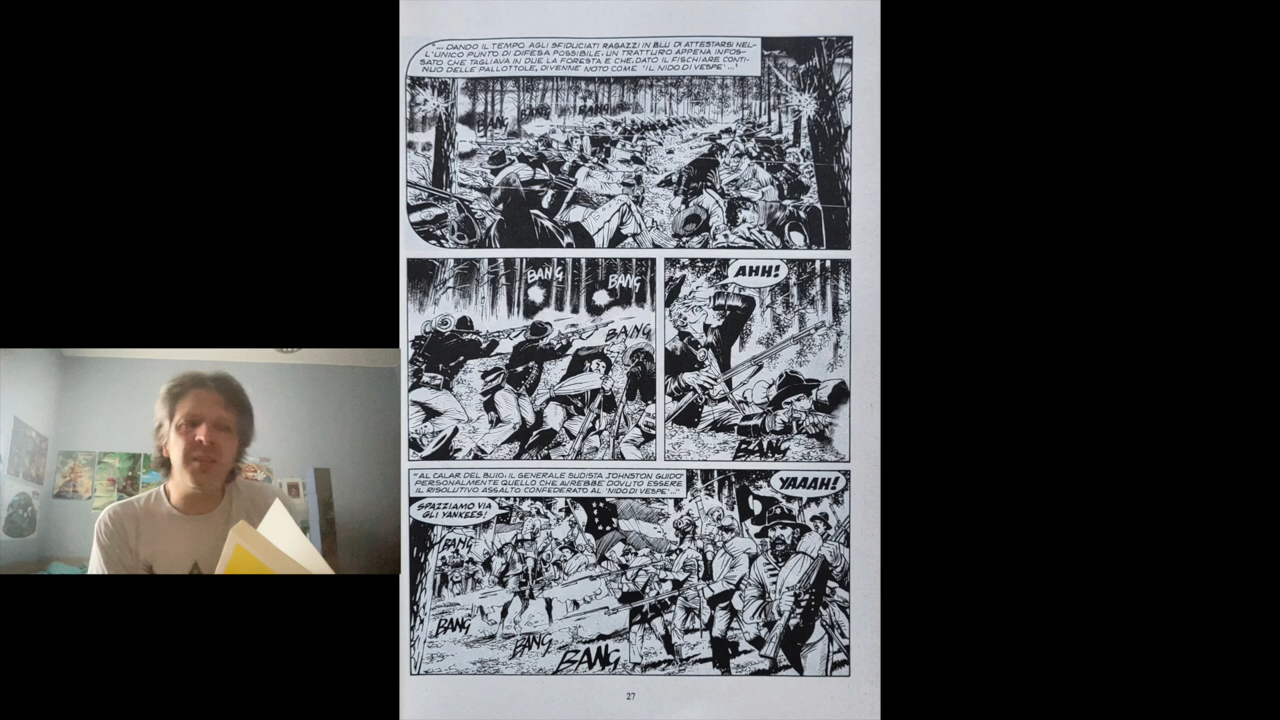 "... DANDO IL TEMPO AGLI SFIDUCIATI RAGAZZI IN BLU DI ATTESTARSI NEL-
L'UNICO PUNTO DI DIFESA POSSIBILE, UN TRATTURO APPENA INFOS-
SATO CHE TAGLIAVA IN DUE LA FORESTA E CHE, DATO IL FISCHIARE CONTI-
NUO DELLE PALLOTTOLE, DIVENNE NOTO COME 'IL NIDO DI VESPE'..."
BANG BANG BANG
BANG
BANG
BANG
AHH!
BANG
"AL CALAR DEL BUIO, IL GENERALE SUDISTA JOHNSTON GUIDO'
PERSONALMENTE QUELLO CHE AVREBBE DOVUTO ESSERE
IL RISOLUTIVO ASSALTO CONFEDERATO AL 'NIDO DI VESPE'..."
YAAAH!
SPAZZIAMO VIA
GLI YANKEES!
BANG
BANG
BANG
BANG
27